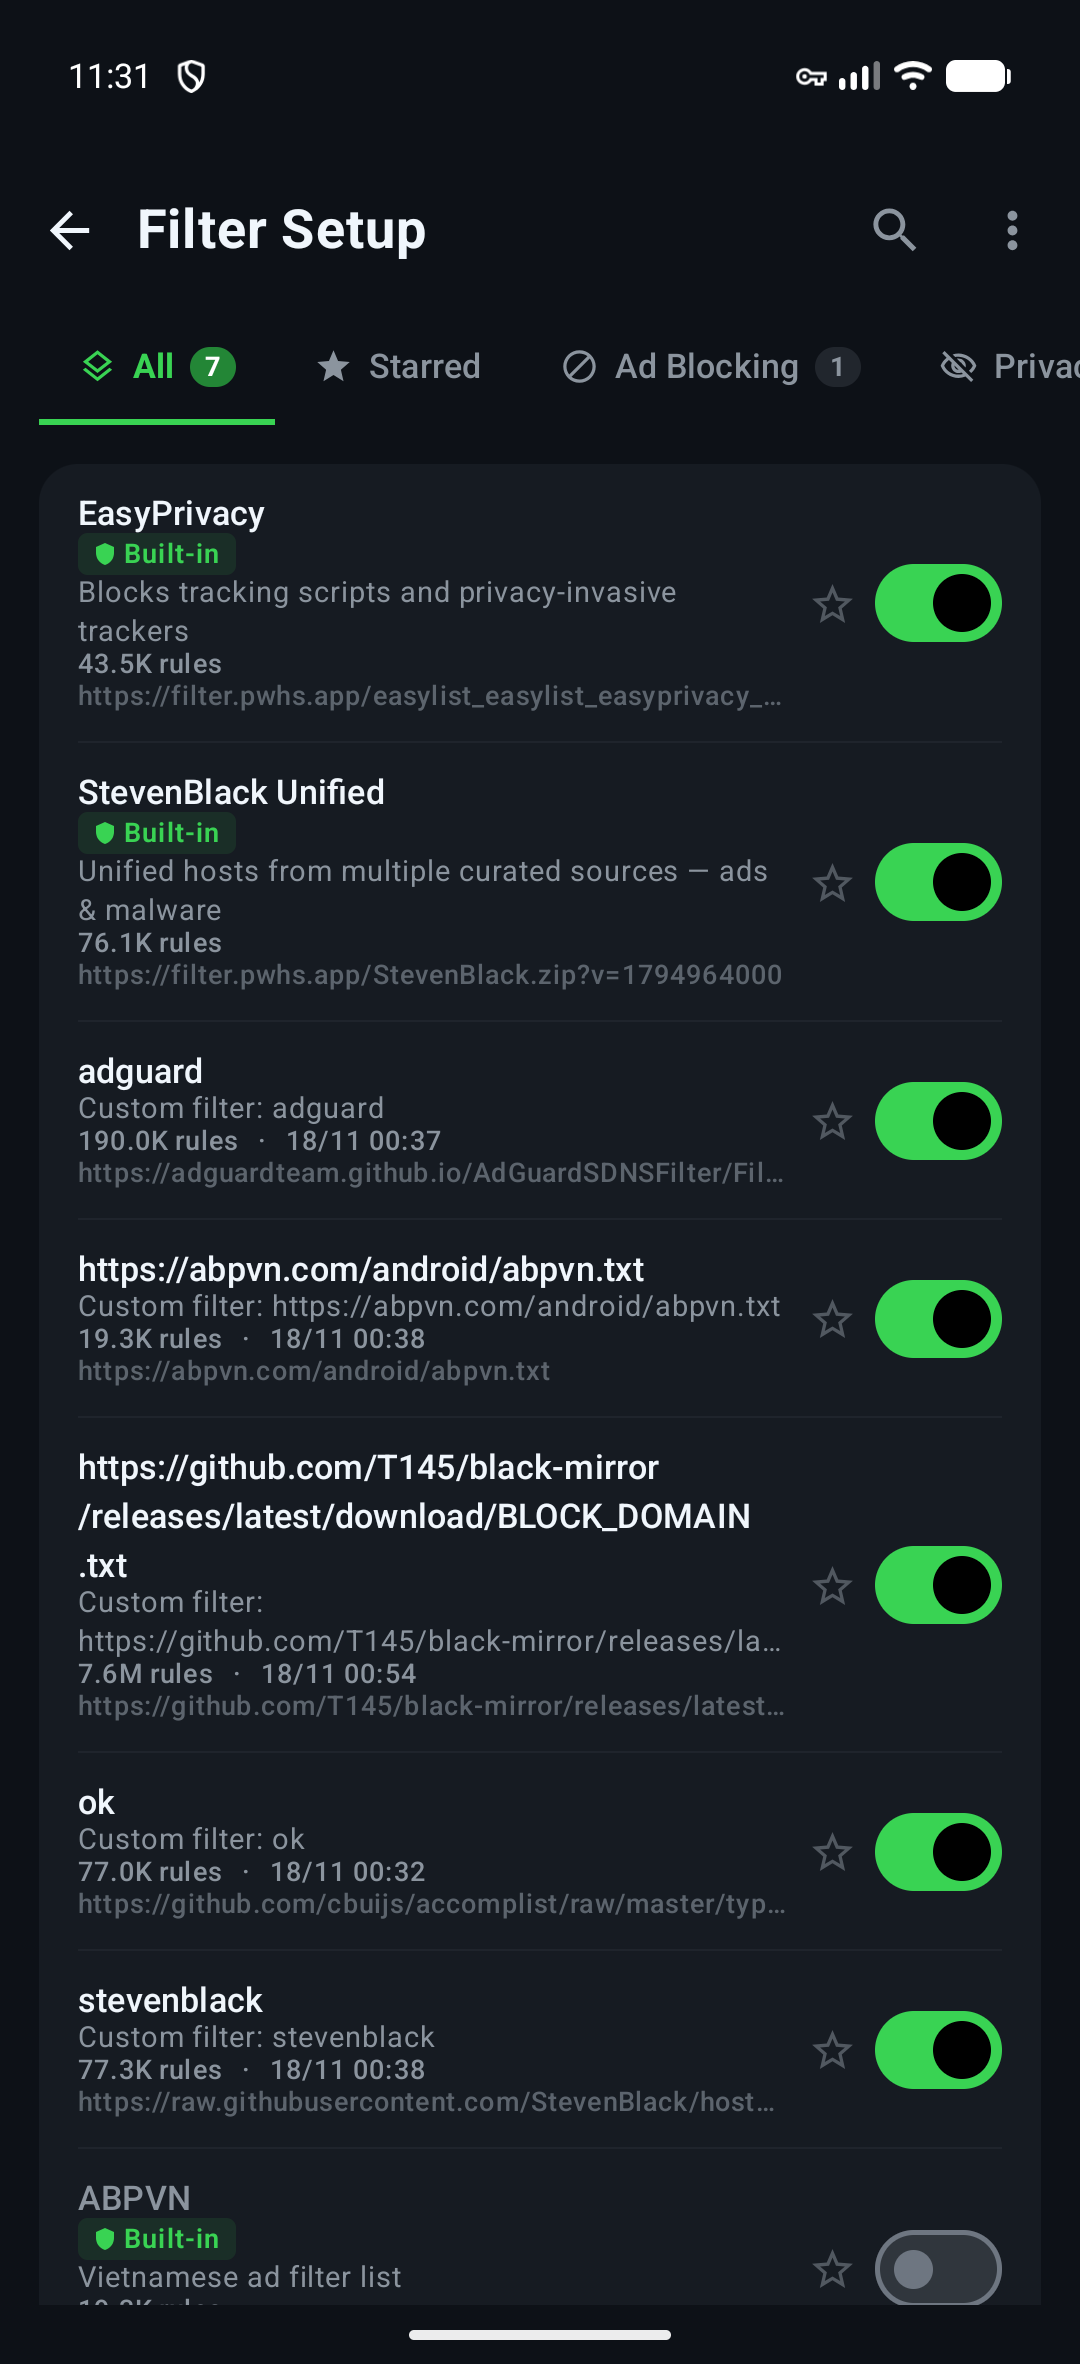 11:31
Filter Setup
All 7 Starred Ad Blocking 1 Privac
EasyPrivacy
Built-in
Blocks tracking scripts and privacy-invasive
trackers
43.5K rules
https://filter.pwhs.app/easylist_easylist_easyprivacy_…
StevenBlack Unified
Built-in
Unified hosts from multiple curated sources — ads
& malware
76.1K rules
https://filter.pwhs.app/StevenBlack.zip?v=1794964000
adguard
Custom filter: adguard
190.0K rules · 18/11 00:37
https://adguardteam.github.io/AdGuardSDNSFilter/Fil…
https://abpvn.com/android/abpvn.txt
Custom filter: https://abpvn.com/android/abpvn.txt
19.3K rules · 18/11 00:38
https://abpvn.com/android/abpvn.txt
https://github.com/T145/black-mirror
/releases/latest/download/BLOCK_DOMAIN
.txt
Custom filter:
https://github.com/T145/black-mirror/releases/la…
7.6M rules · 18/11 00:54
https://github.com/T145/black-mirror/releases/latest…
ok
Custom filter: ok
77.0K rules · 18/11 00:32
https://github.com/cbuijs/accomplist/raw/master/typ…
stevenblack
Custom filter: stevenblack
77.3K rules · 18/11 00:38
https://raw.githubusercontent.com/StevenBlack/host…
ABPVN
Built-in
Vietnamese ad filter list